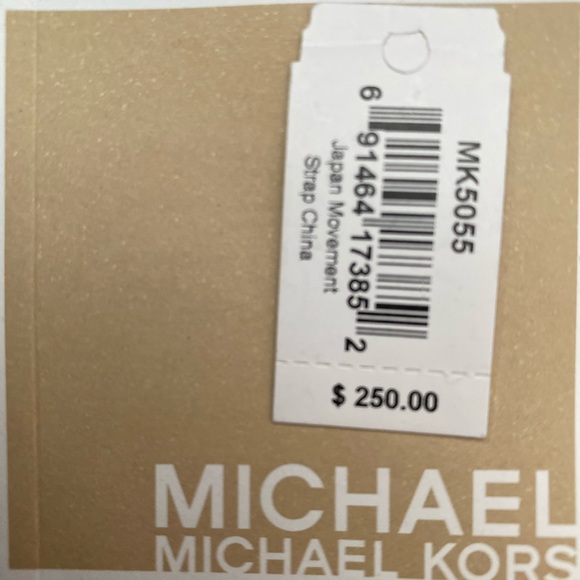 MK5055
6 91464 17385 2
Japan Movement
Strap China
$ 250.00
MICHAEL
MICHAEL KORS